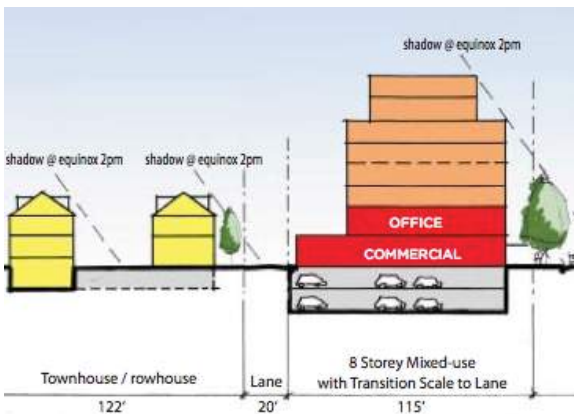 shadow @ equinox 2pm
shadow @ equinox 2pm
shadow @ equinox 2pm
OFFICE
COMMERCIAL
Townhouse / rowhouse
Lane
8 Storey Mixed-use
with Transition Scale to Lane
122'
20'
115'